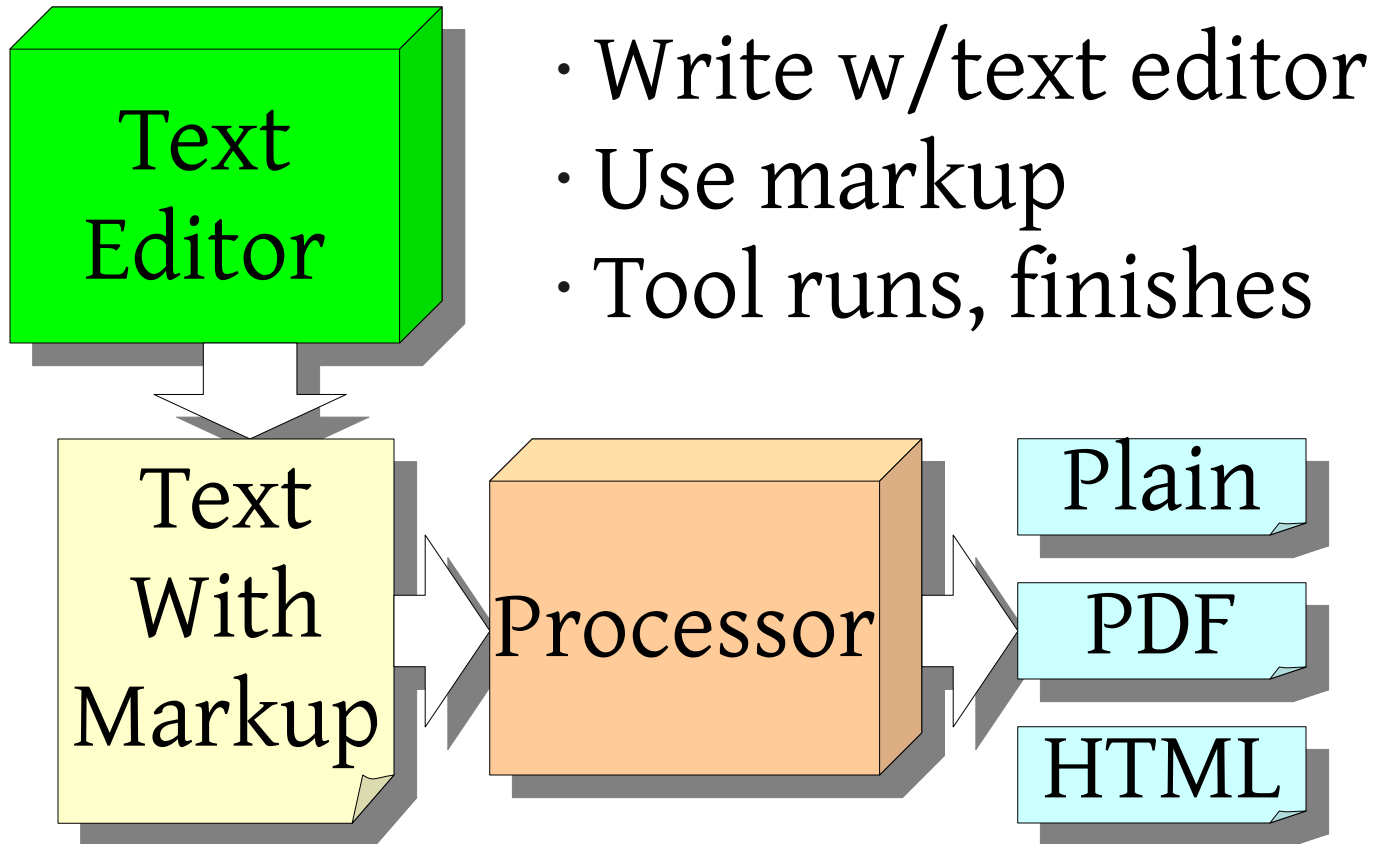 Text
Editor
· Write w/text editor
· Use markup
· Tool runs, finishes
Text
With
Markup
Processor
Plain
PDF
HTML